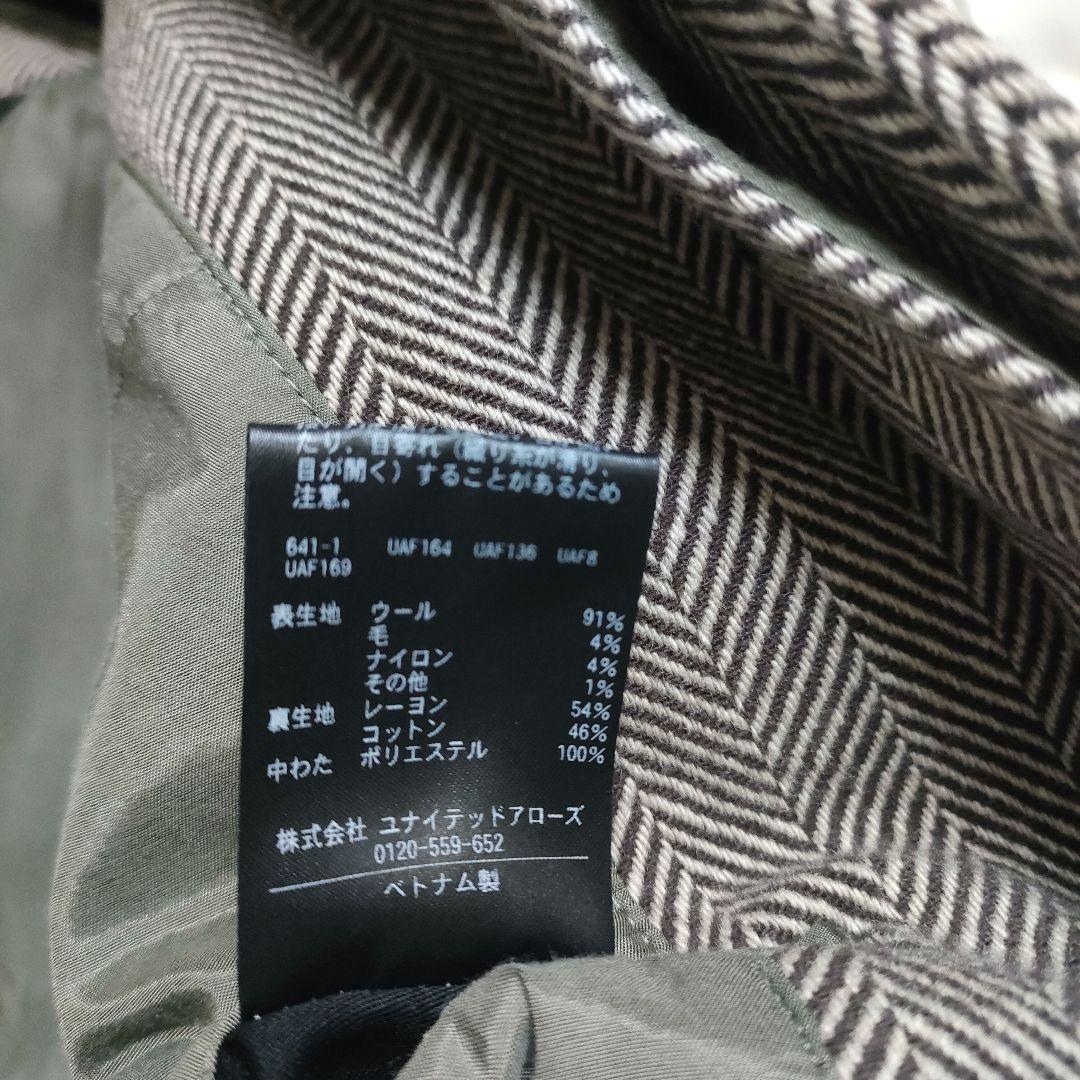 たり、目寄れ（織り糸が滑り、
目が開く）することがあるため
注意。
641-1 UAF164 UAF136 UAF8
UAF169
表生地 ウール 91%
毛 4%
ナイロン 4%
その他 1%
裏生地 レーヨン 54%
コットン 46%
中わた ポリエステル 100%
株式会社 ユナイテッドアローズ
0120-559-652
ベトナム製